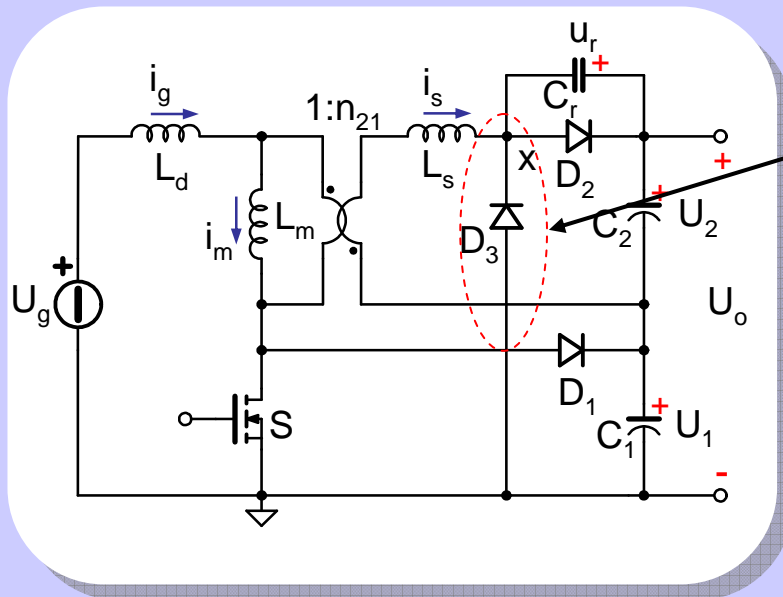 u_r
+
i_g
i_s
1:n_21
C_r
L_d
L_s
x
D_2
+
+
L_m
i_m
D_3
C_2
U_2
+
U_g
U_o
D_1
+
S
C_1
U_1
-